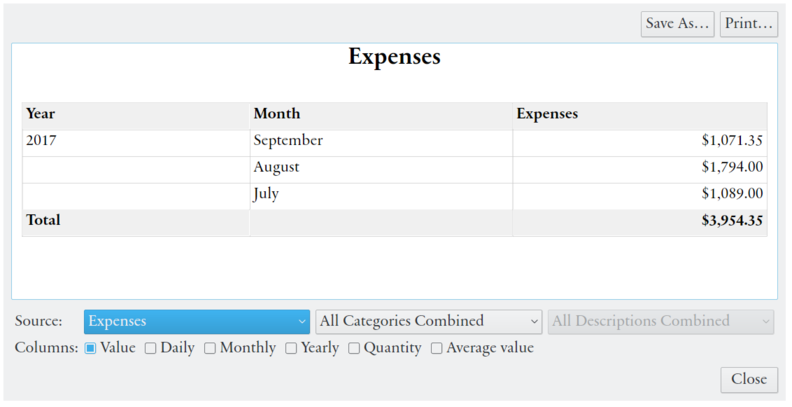 Save As... Print...
Expenses
Year Month Expenses
2017 September $1,071.35
August $1,794.00
July $1,089.00
Total $3,954.35
Source: Expenses All Categories Combined All Descriptions Combined
Columns: Value Daily Monthly Yearly Quantity Average value
Close